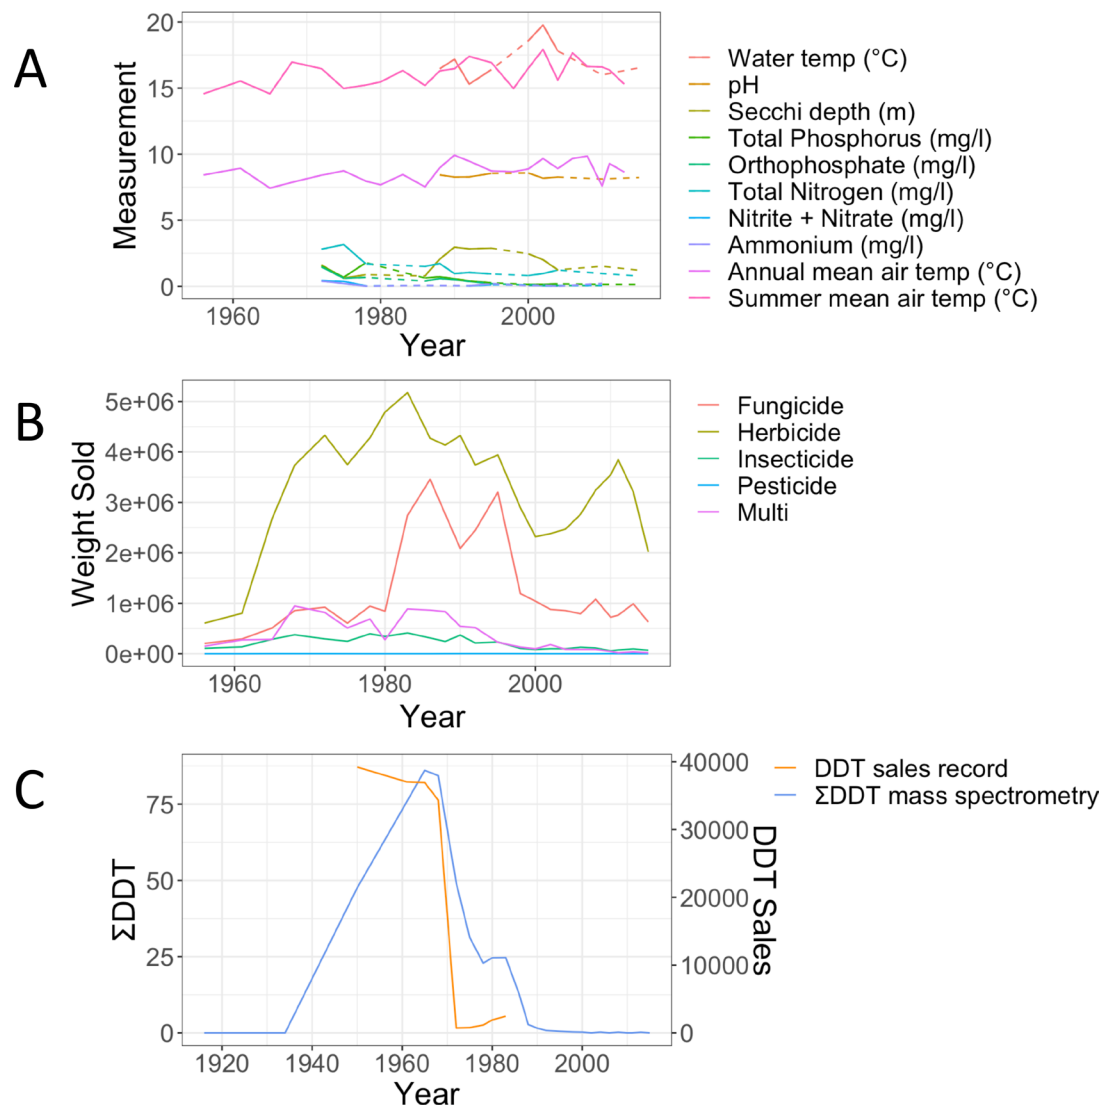 A
Measurement
20
15
10
5
0
1960
1980
2000
Year
Water temp (°C)
pH
Secchi depth (m)
Total Phosphorus (mg/l)
Orthophosphate (mg/l)
Total Nitrogen (mg/l)
Nitrite + Nitrate (mg/l)
Ammonium (mg/l)
Annual mean air temp (°C)
Summer mean air temp (°C)
B
Weight Sold
5e+06
4e+06
3e+06
2e+06
1e+06
0e+00
1960
1980
2000
Year
Fungicide
Herbicide
Insecticide
Pesticide
Multi
C
ΣDDT
75
50
25
0
1920
1940
1960
1980
2000
Year
40000
30000
20000
10000
0
DDT Sales
DDT sales record
ΣDDT mass spectrometry